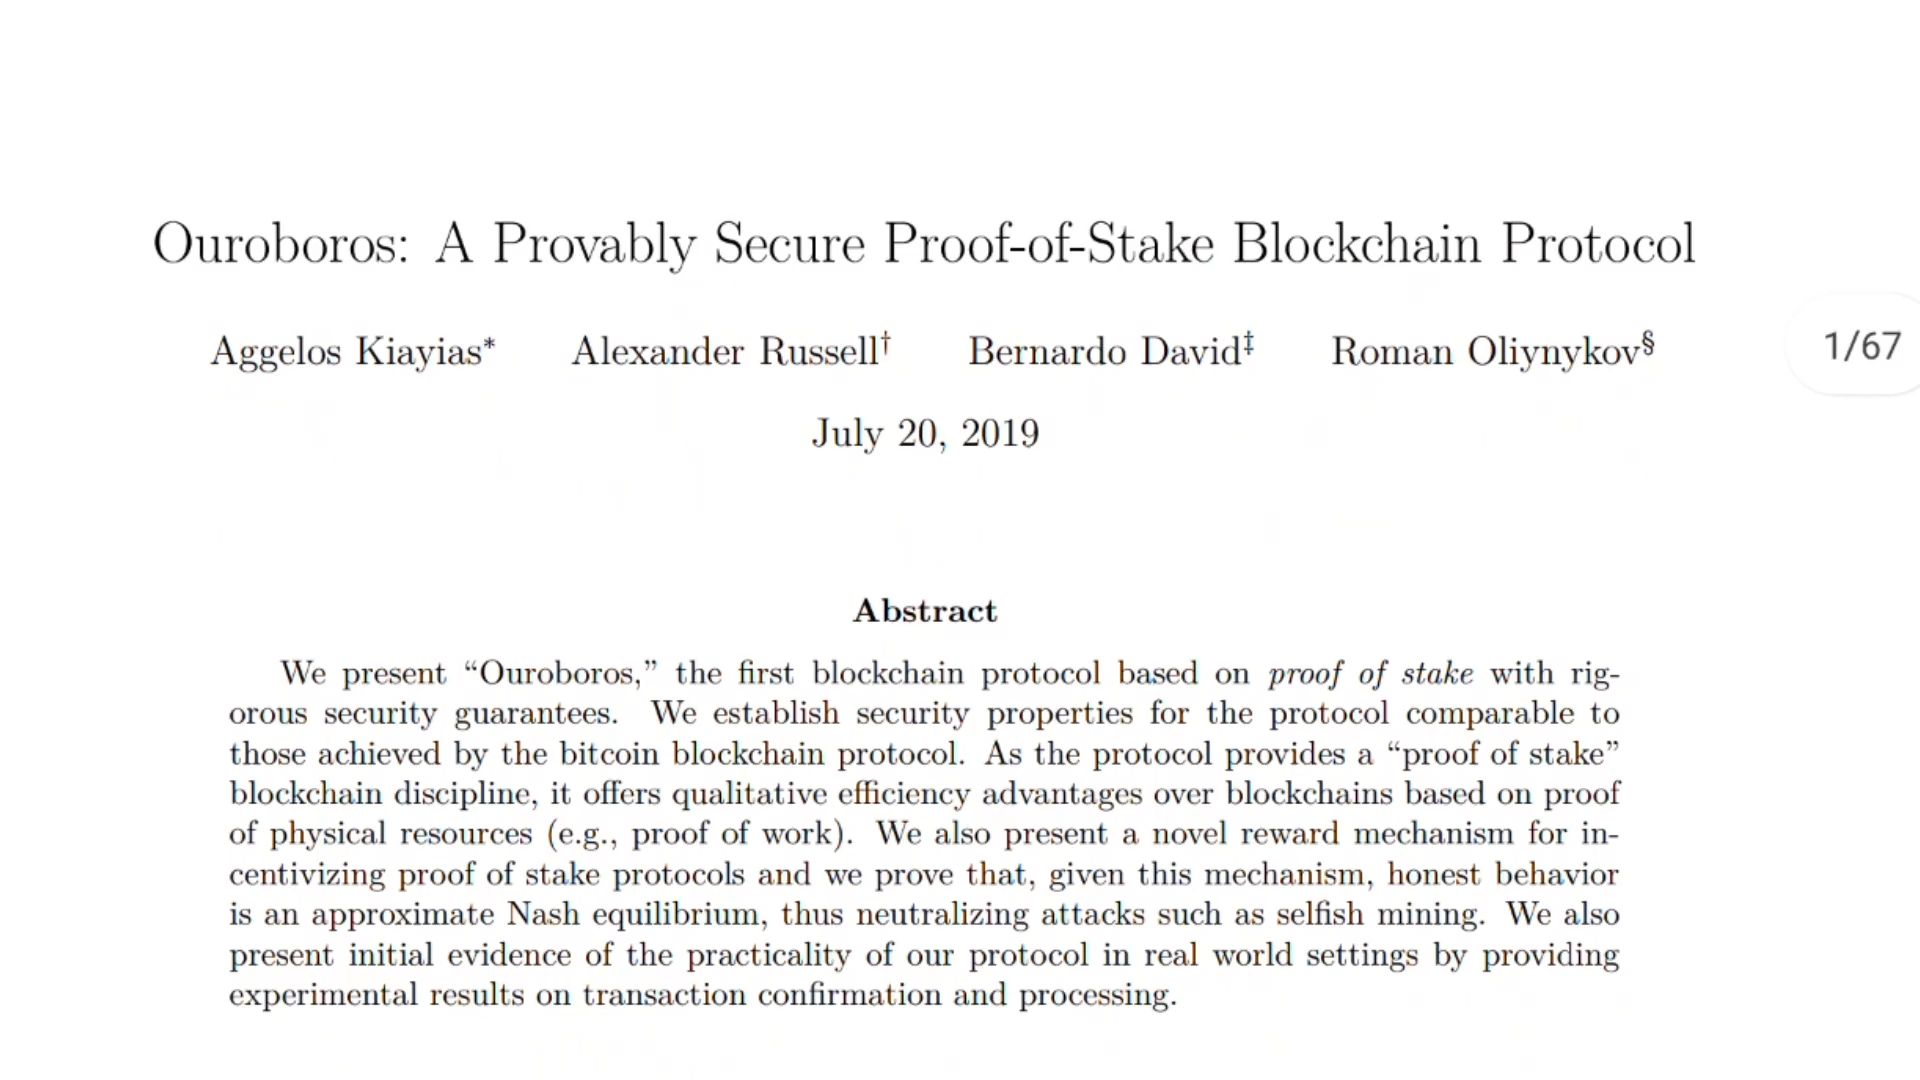 Ouroboros: A Provably Secure Proof-of-Stake Blockchain Protocol
Aggelos Kiayias* Alexander Russell† Bernardo David‡ Roman Oliynykov§
1/67
July 20, 2019
Abstract
We present “Ouroboros,” the first blockchain protocol based on proof of stake with rig-
orous security guarantees. We establish security properties for the protocol comparable to
those achieved by the bitcoin blockchain protocol. As the protocol provides a “proof of stake”
blockchain discipline, it offers qualitative efficiency advantages over blockchains based on proof
of physical resources (e.g., proof of work). We also present a novel reward mechanism for in-
centivizing proof of stake protocols and we prove that, given this mechanism, honest behavior
is an approximate Nash equilibrium, thus neutralizing attacks such as selfish mining. We also
present initial evidence of the practicality of our protocol in real world settings by providing
experimental results on transaction confirmation and processing.